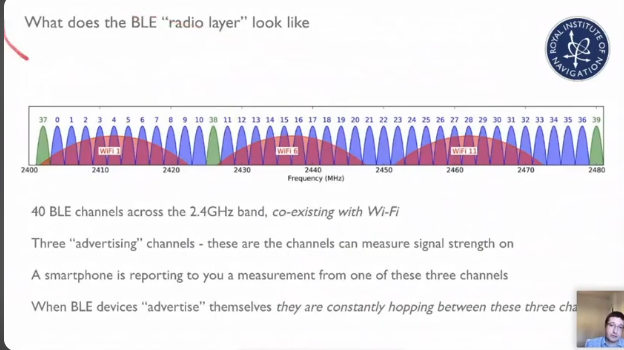 What does the BLE "radio layer" look like
ROYAL INSTITUTE OF NAVIGATION
37 0 1 2 3 4 5 6 7 8 9 10 38 11 12 13 14 15 16 17 18 19 20 21 22 23 24 25 26 27 28 29 30 31 32 33 34 35 36 39
WiFi 1 WiFi 6 WiFi 11
2400 2410 2420 2430 2440 2450 2460 2470 2480
Frequency (MHz)
40 BLE channels across the 2.4GHz band, co-existing with Wi-Fi
Three "advertising" channels - these are the channels can measure signal strength on
A smartphone is reporting to you a measurement from one of these three channels
When BLE devices "advertise" themselves they are constantly hopping between these three cha